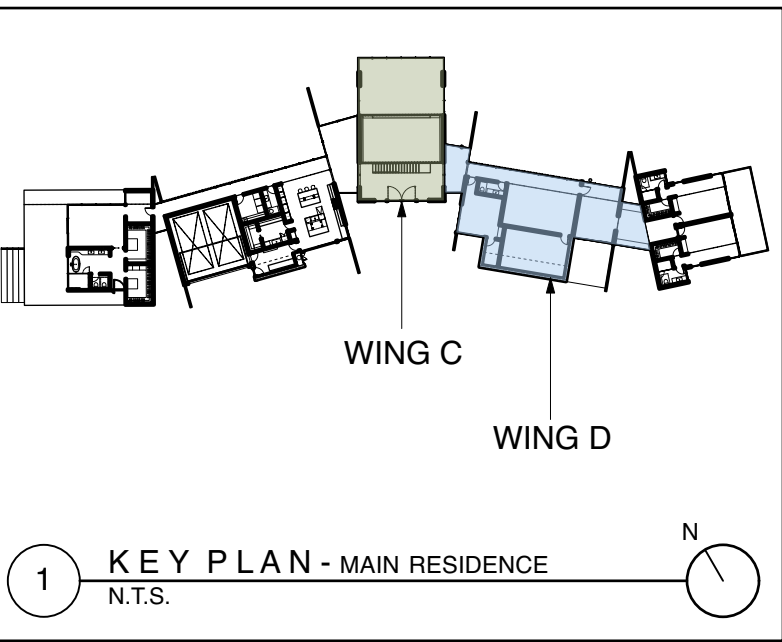 WING C
WING D
1
KEY PLAN - MAIN RESIDENCE
N.T.S.
N